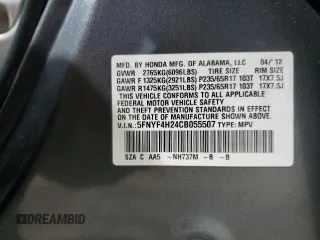 MFD. BY HONDA MFG. OF ALABAMA, LLC 04/'12
GVWR 2765KG(6096LBS) TIRE SIZE RIM SIZE
GAWR F 1325KG(2921LBS) P235/65R17 103T 17X7.5J
GAWR R 1475KG(3251LBS) P235/65R17 103T 17X7.5J
THIS VEHICLE CONFORMS TO ALL APPLICABLE
FEDERAL MOTOR VEHICLE SAFETY AND
THEFT PREVENTION STANDARDS IN EFFECT ON
THE DATE OF MANUFACTURE SHOWN ABOVE.
V.I.N.: 5FNYF4H24CB055507 TYPE: MPV
SZA C AA5 -NH737M -B -B
DREAMBID